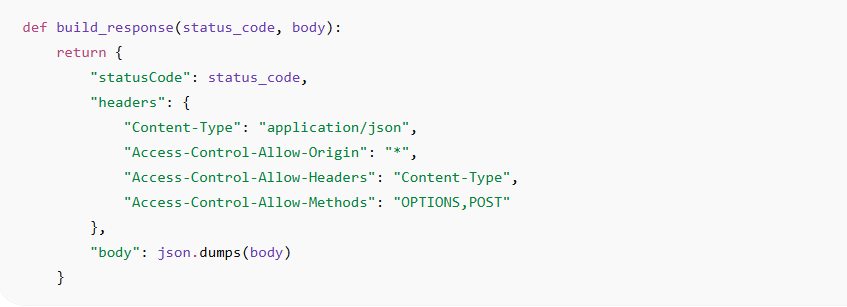 def build_response(status_code, body):
    return {
        "statusCode": status_code,
        "headers": {
            "Content-Type": "application/json",
            "Access-Control-Allow-Origin": "*",
            "Access-Control-Allow-Headers": "Content-Type",
            "Access-Control-Allow-Methods": "OPTIONS,POST"
        },
        "body": json.dumps(body)
    }